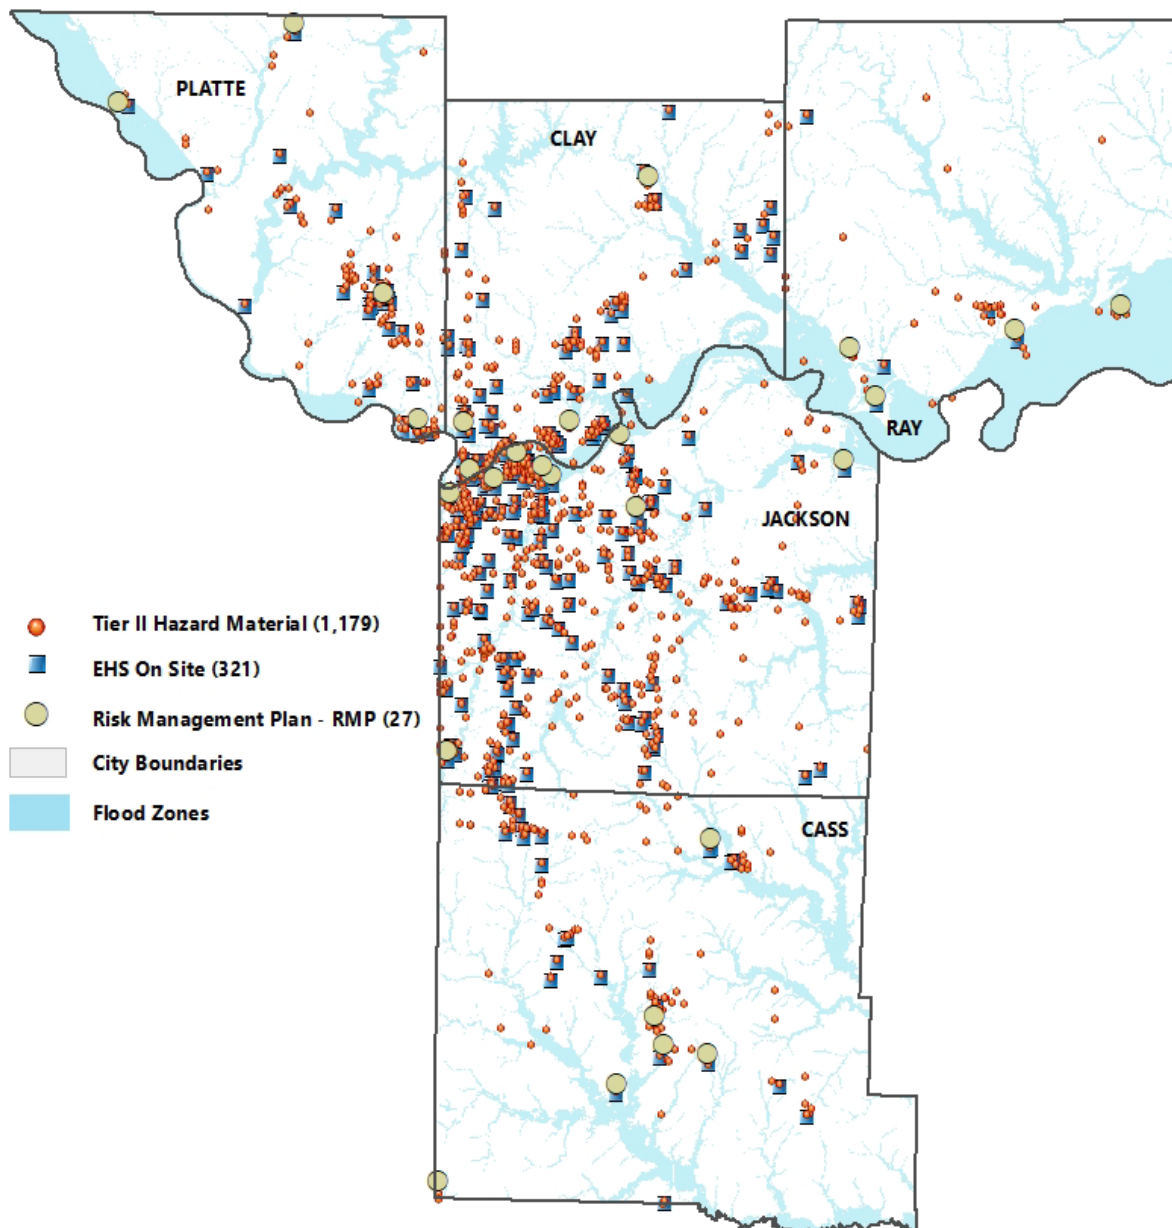 PLATTE
CLAY
RAY
JACKSON
Tier II Hazard Material (1,179)
EHS On Site (321)
Risk Management Plan - RMP (27)
City Boundaries
Flood Zones
CASS